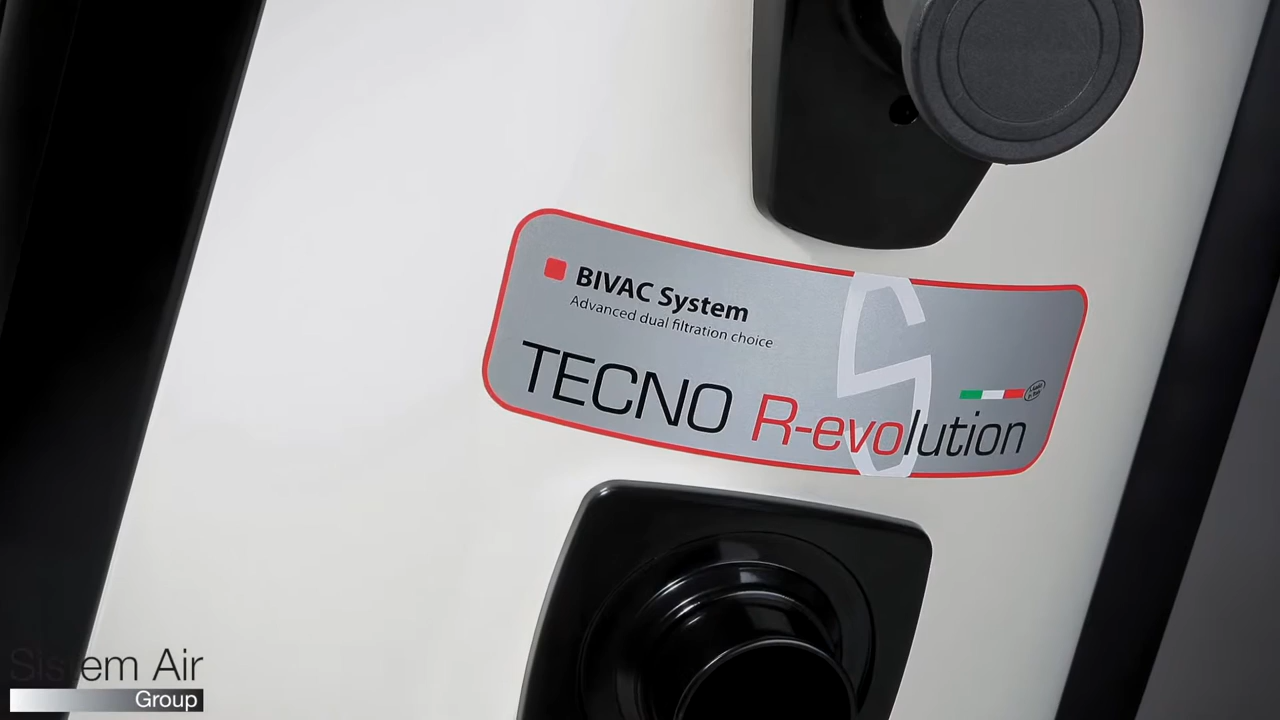 BIVAC System
Advanced dual filtration choice
TECNO R-evolution
Sistem Air
Group